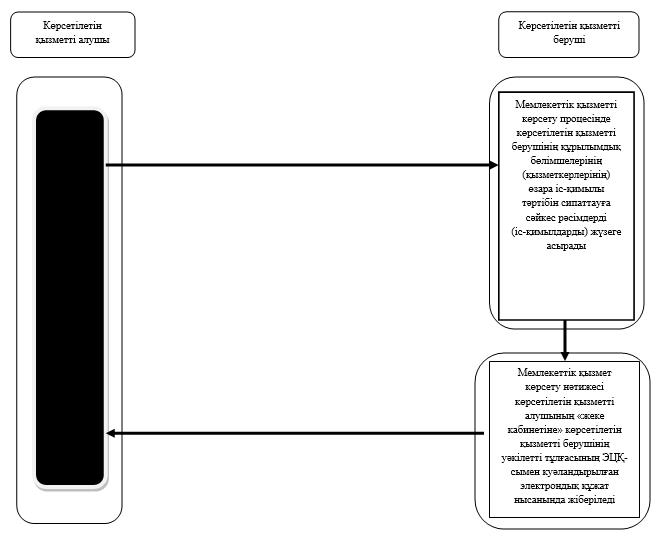 Көрсетілетін
қызметті алушы
Көрсетілетін қызметті
беруші
Мемлекеттік қызметті
көрсету процесінде
көрсетілетін қызметті
берушінің құрылымдық
бөлімшелерінің
(қызметкерлерінің)
өзара іс-қимылы
тәртібін сипаттауға
сәйкес рәсімдерді
(іс-қимылдарды) жүзеге
асырады
Мемлекеттік қызмет
көрсету нәтижесі
көрсетілетін қызметті
алушының «жеке
кабинетіне» көрсетілетін
қызметті берушінің
уәкілетті тұлғасының ЭЦҚ-
сымен куәландырылған
электрондық құжат
нысанында жіберіледі